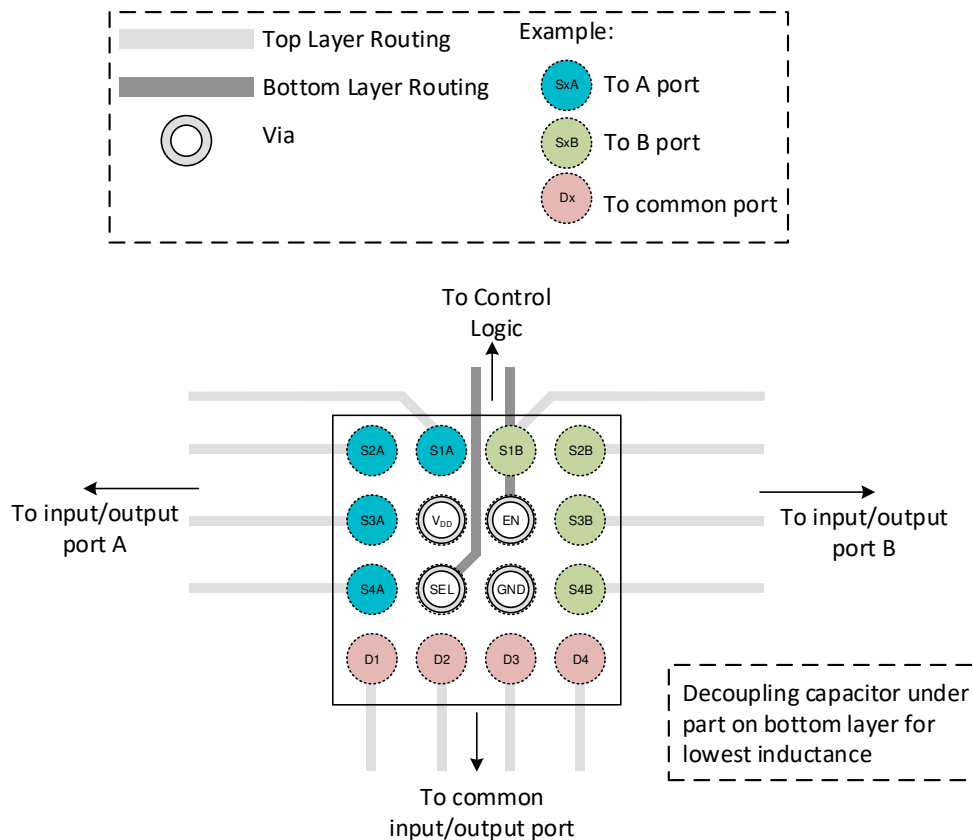 Top Layer Routing
Bottom Layer Routing
Via
Example:
SxA
To A port
SxB
To B port
Dx
To common port
To Control
Logic
S2A
S1A
S1B
S2B
To input/output
port A
S3A
VDD
EN
S3B
To input/output
port B
S4A
SEL
GND
S4B
D1
D2
D3
D4
Decoupling capacitor under
part on bottom layer for
lowest inductance
To common
input/output port